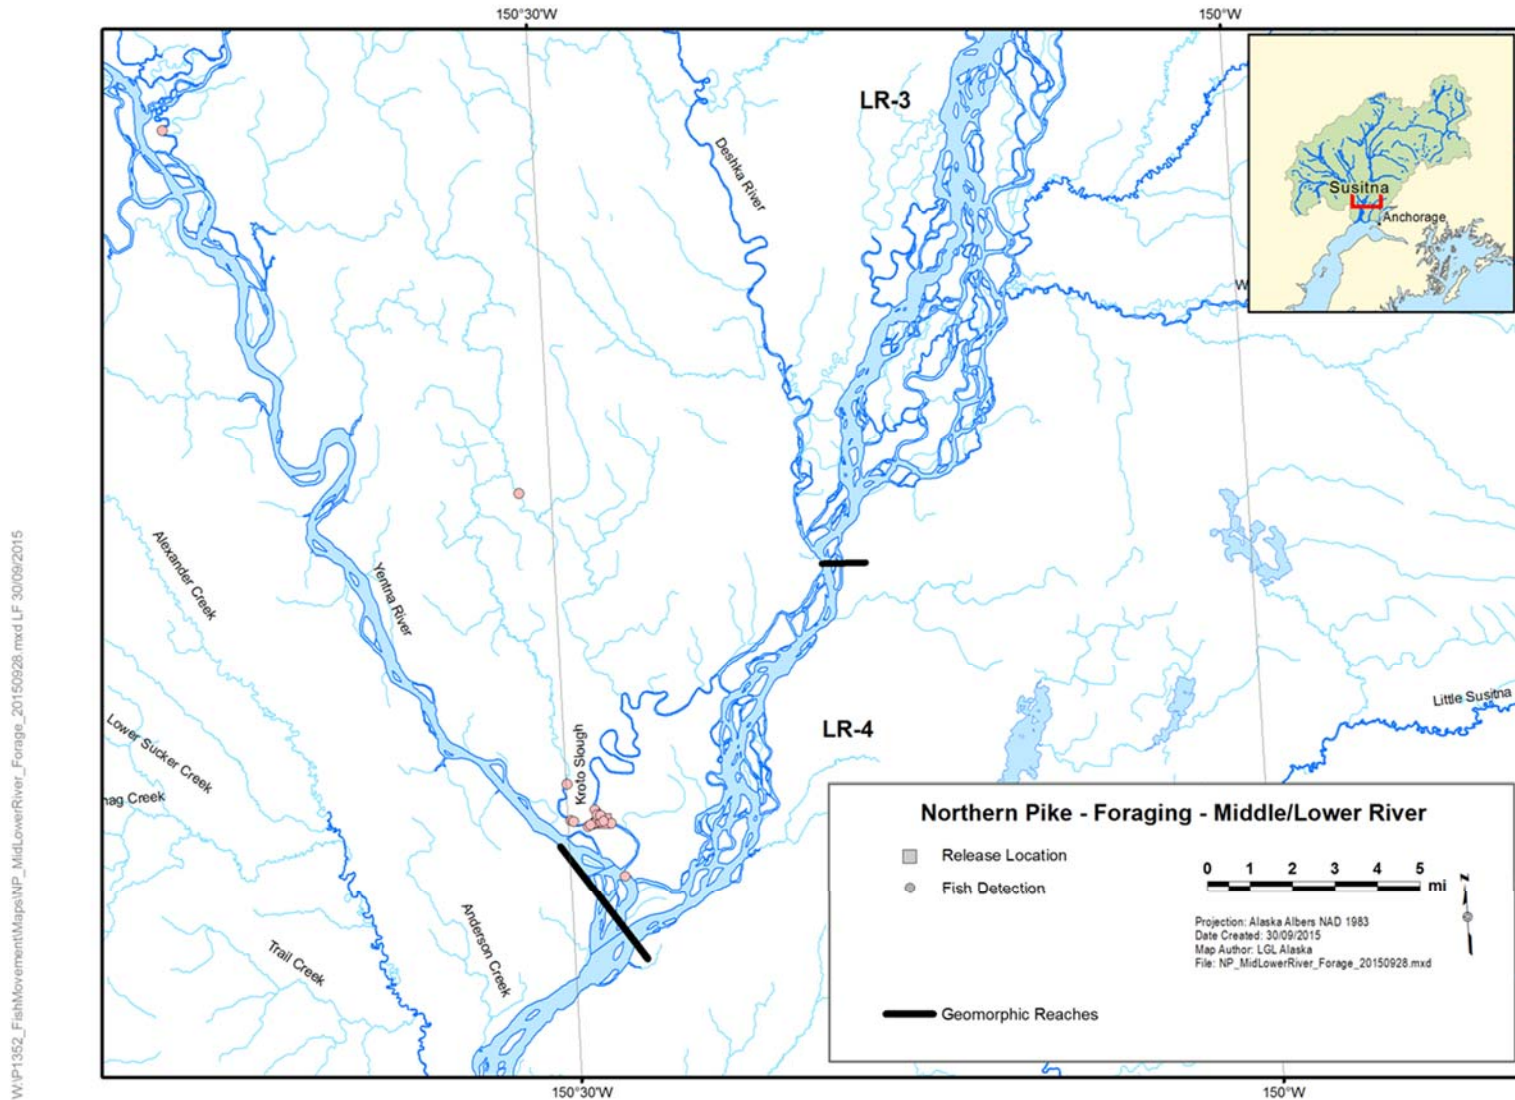 150°30'W
150°W
LR-3
Deshka River
Susitna
Anchorage
W
Alexander Creek
Yentna River
Lower Sucker Creek
nag Creek
Kroto Slough
LR-4
Little Susitna
Trail Creek
Anderson Creek
Northern Pike - Foraging - Middle/Lower River
Release Location
Fish Detection
0 1 2 3 4 5 mi
N
Projection: Alaska Albers NAD 1983
Date Created: 30/09/2015
Map Author: LGL Alaska
File: NP_MidLowerRiver_Forage_20150928.mxd
Geomorphic Reaches
150°30'W
150°W
W:\P1352_FishMovement\Maps\NP_MidLowerRiver_Forage_20150928.mxd LF 30/09/2015